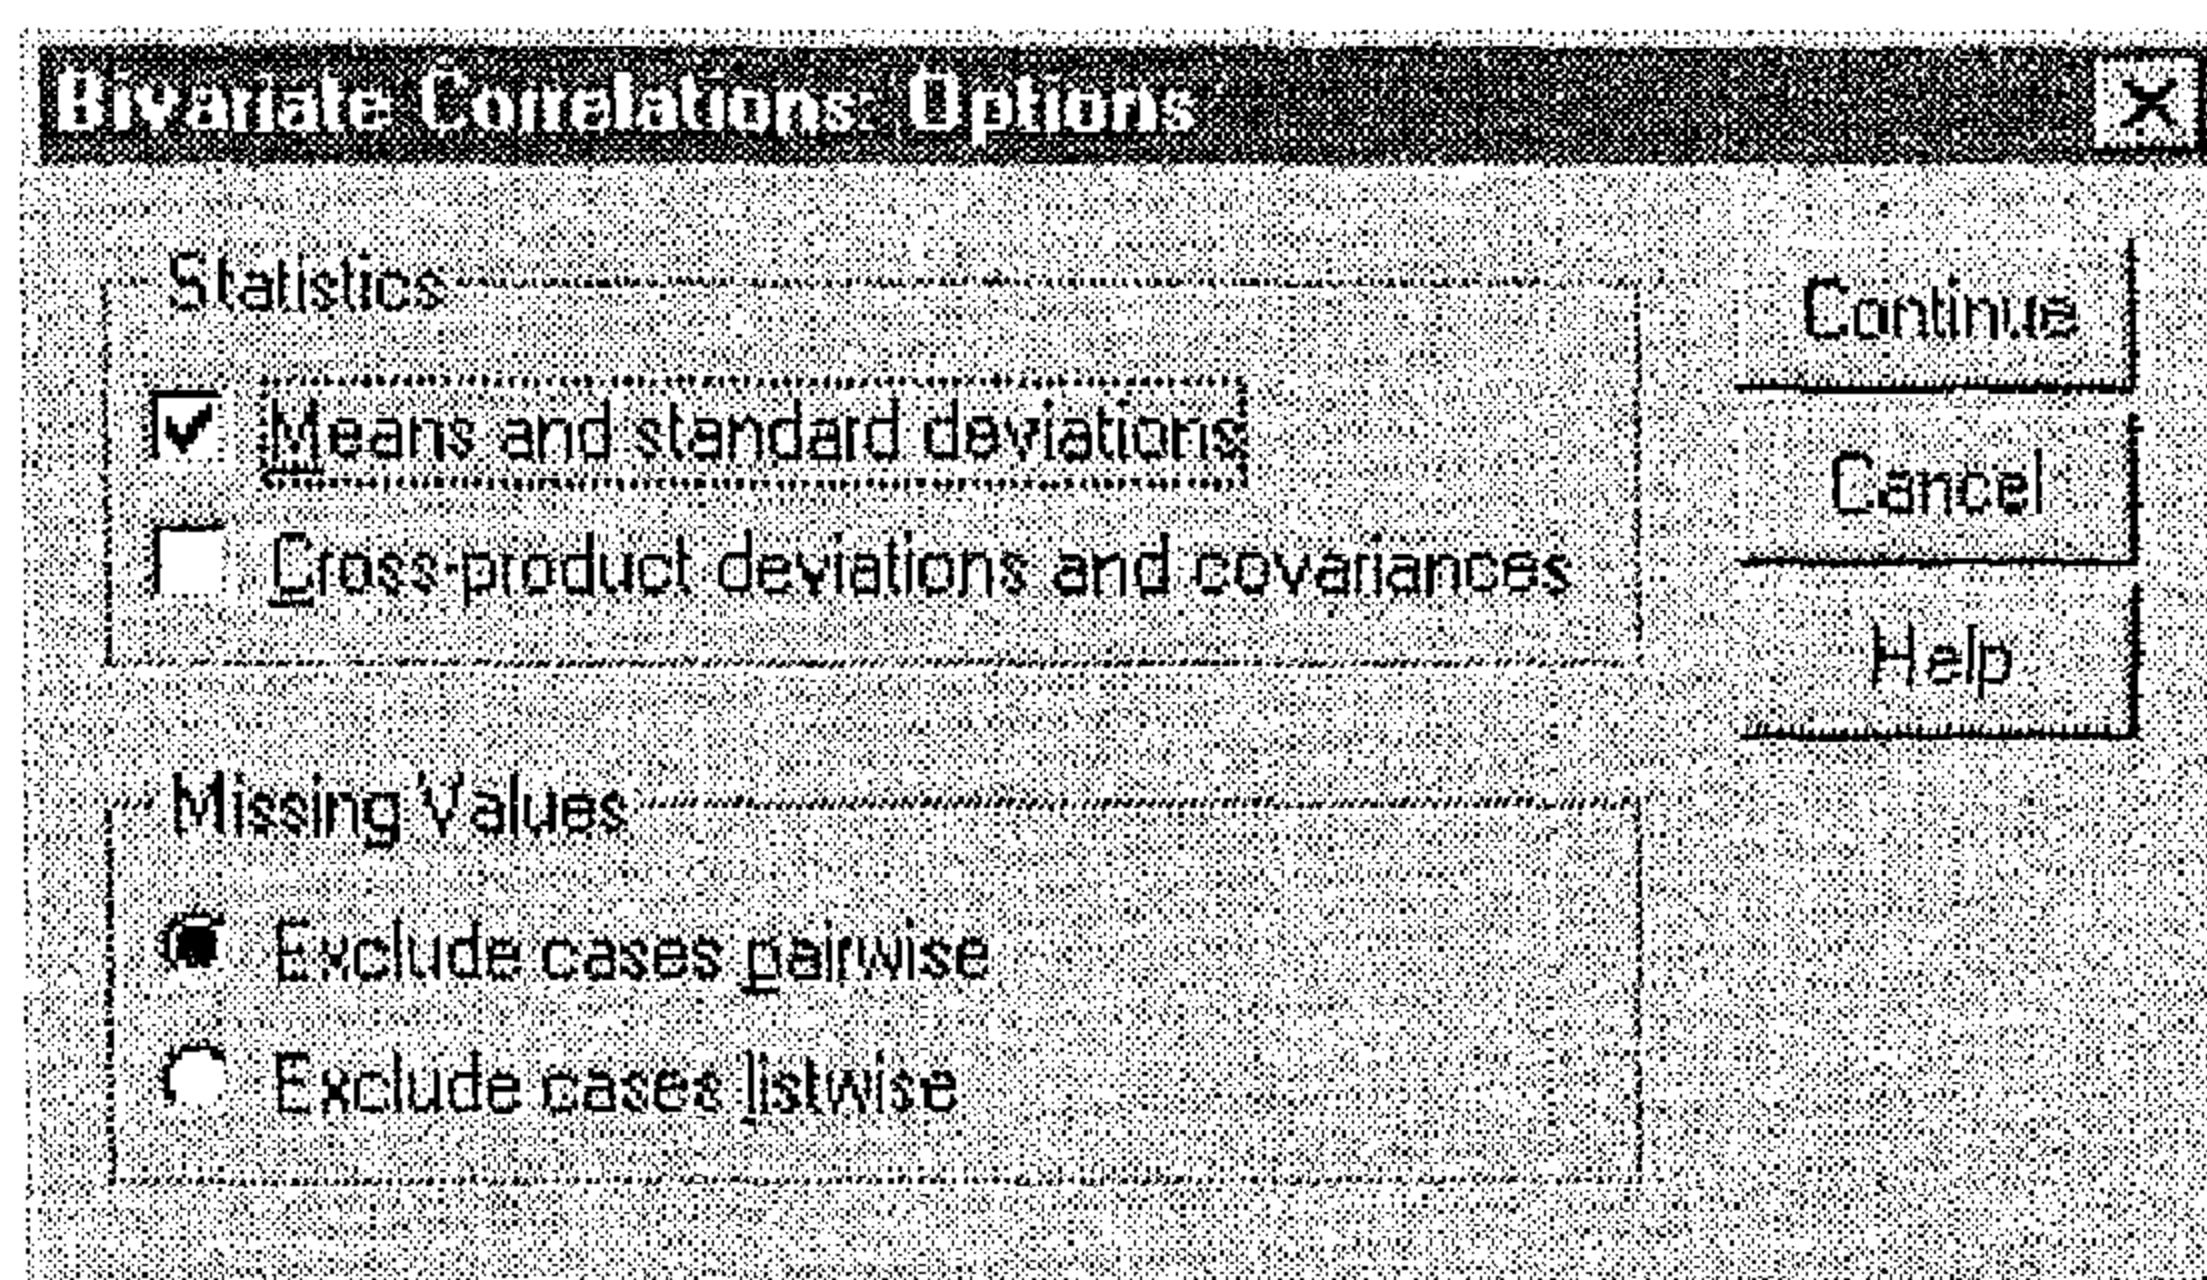 Bivariate Correlations: Options
Statistics
Means and standard deviations
Cross-product deviations and covariances
Continue
Cancel
Help
Missing Values
Exclude cases pairwise
Exclude cases listwise